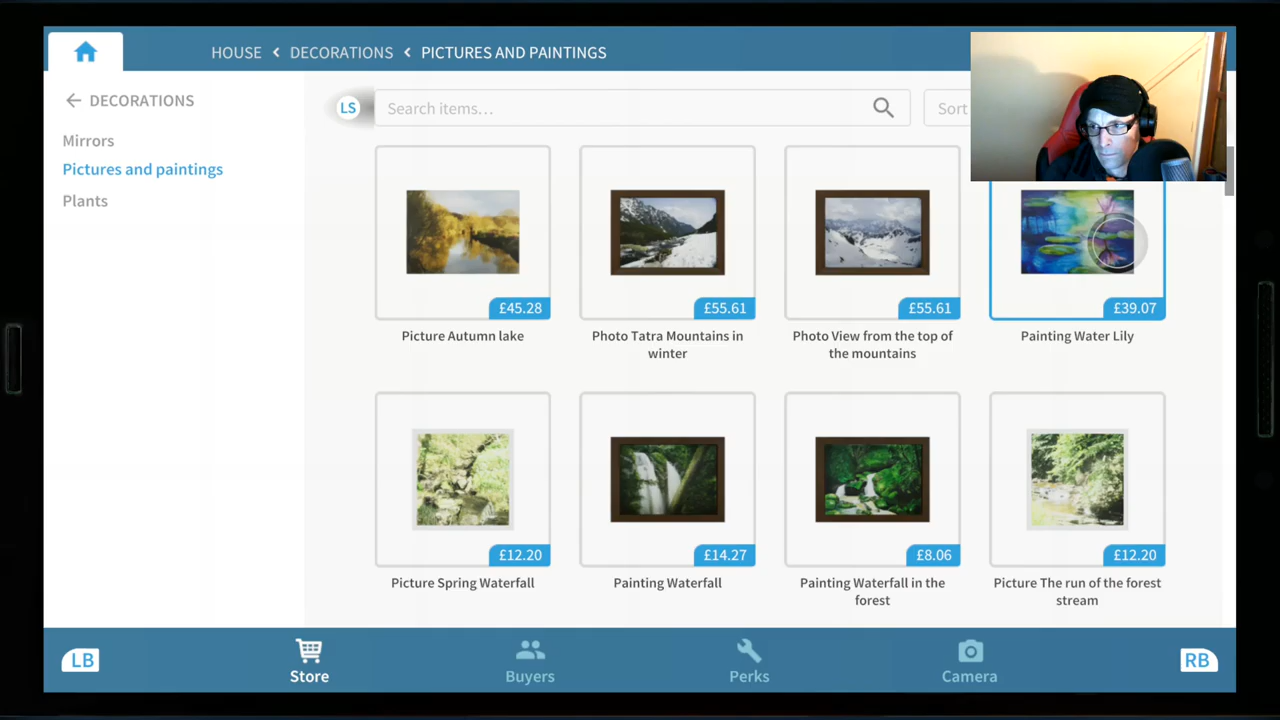 HOUSE < DECORATIONS < PICTURES AND PAINTINGS
DECORATIONS
Mirrors
Pictures and paintings
Plants
LS
Search items...
Sort
£45.28
£55.61
£55.61
£39.07
Picture Autumn lake
Photo Tatra Mountains in
winter
Photo View from the top of
the mountains
Painting Water Lily
£12.20
£14.27
£8.06
£12.20
Picture Spring Waterfall
Painting Waterfall
Painting Waterfall in the
forest
Picture The run of the forest
stream
LB
Store
Buyers
Perks
Camera
RB